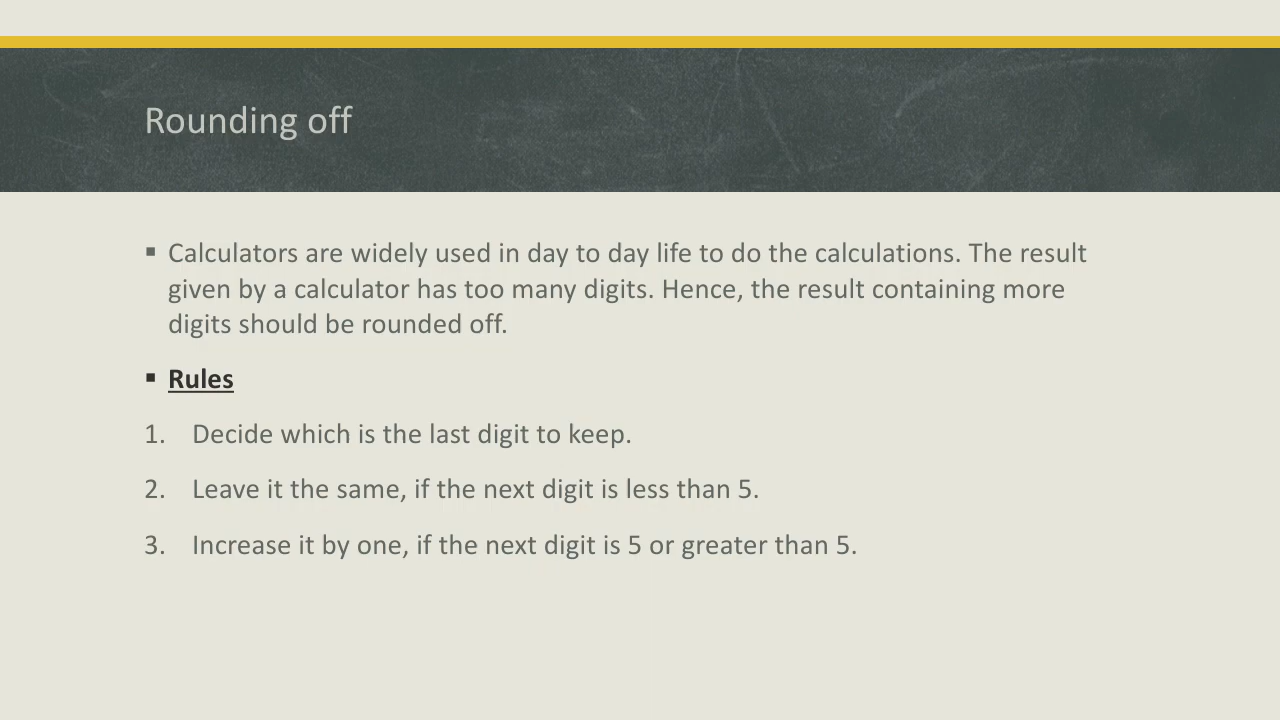 Rounding off
▪ Calculators are widely used in day to day life to do the calculations. The result
given by a calculator has too many digits. Hence, the result containing more
digits should be rounded off.
▪ Rules
1. Decide which is the last digit to keep.
2. Leave it the same, if the next digit is less than 5.
3. Increase it by one, if the next digit is 5 or greater than 5.